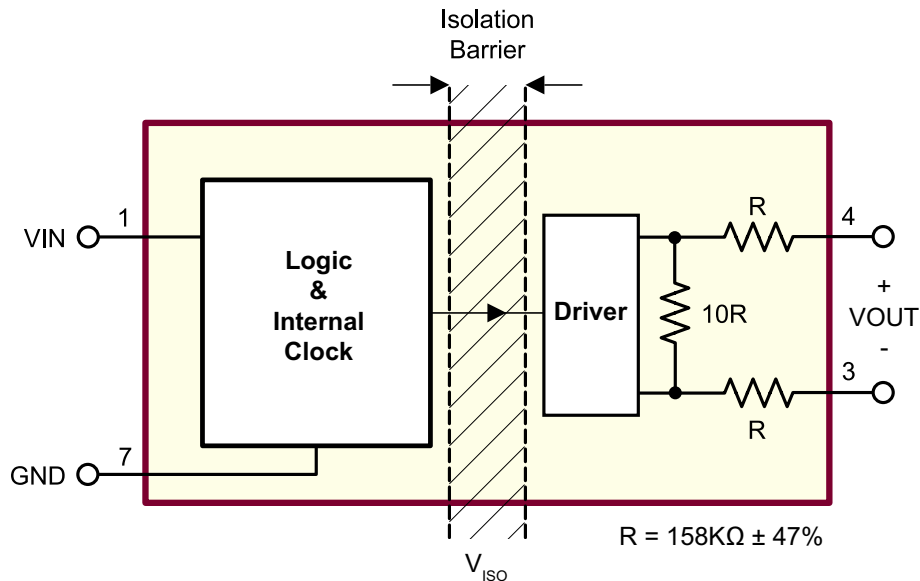 Isolation
Barrier
VIN
1
Logic
&
Internal
Clock
7
GND
Driver
R
10R
R
4
+
VOUT
-
3
R = 158KΩ ± 47%
VISO